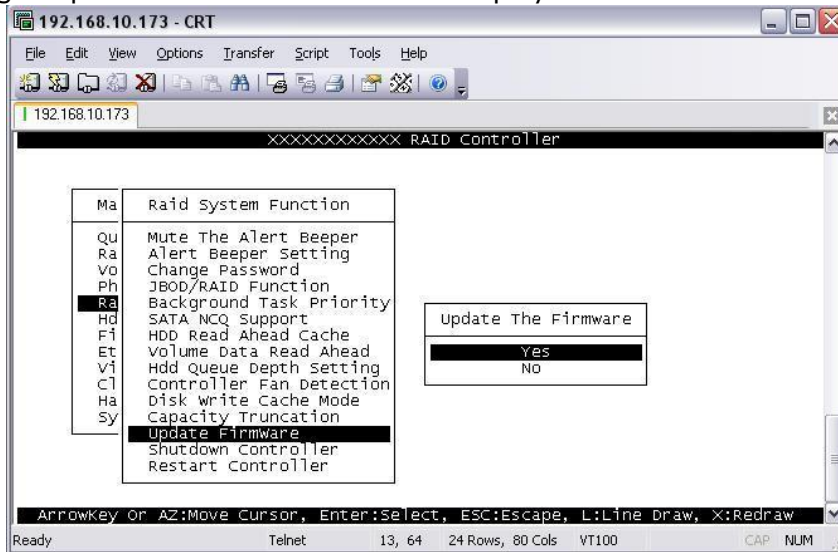 192.168.10.173 - CRT
File Edit View Options Transfer Script Tools Help
192.168.10.173
XXXXXXXXXXXX RAID Controller
Ma
Raid System Function
Qu
Mute The Alert Beeper
Ra
Alert Beeper Setting
Vo
Change Password
Ph
JBOD/RAID Function
Ra
Background Task Priority
Hd
SATA NCQ Support
Fi
HDD Read Ahead Cache
Et
Volume Data Read Ahead
Vi
Hdd Queue Depth Setting
Cl
Controller Fan Detection
Ha
Disk Write Cache Mode
Sy
Capacity Truncation
Update FirmWare
Shutdown Controller
Restart Controller
Update The Firmware
Yes
No
ArrowKey Or AZ:Move Cursor, Enter:Select, ESC:Escape, L:Line Draw, X:Redraw
Ready Telnet 13, 64 24 Rows, 80 Cols VT100 CAP NUM